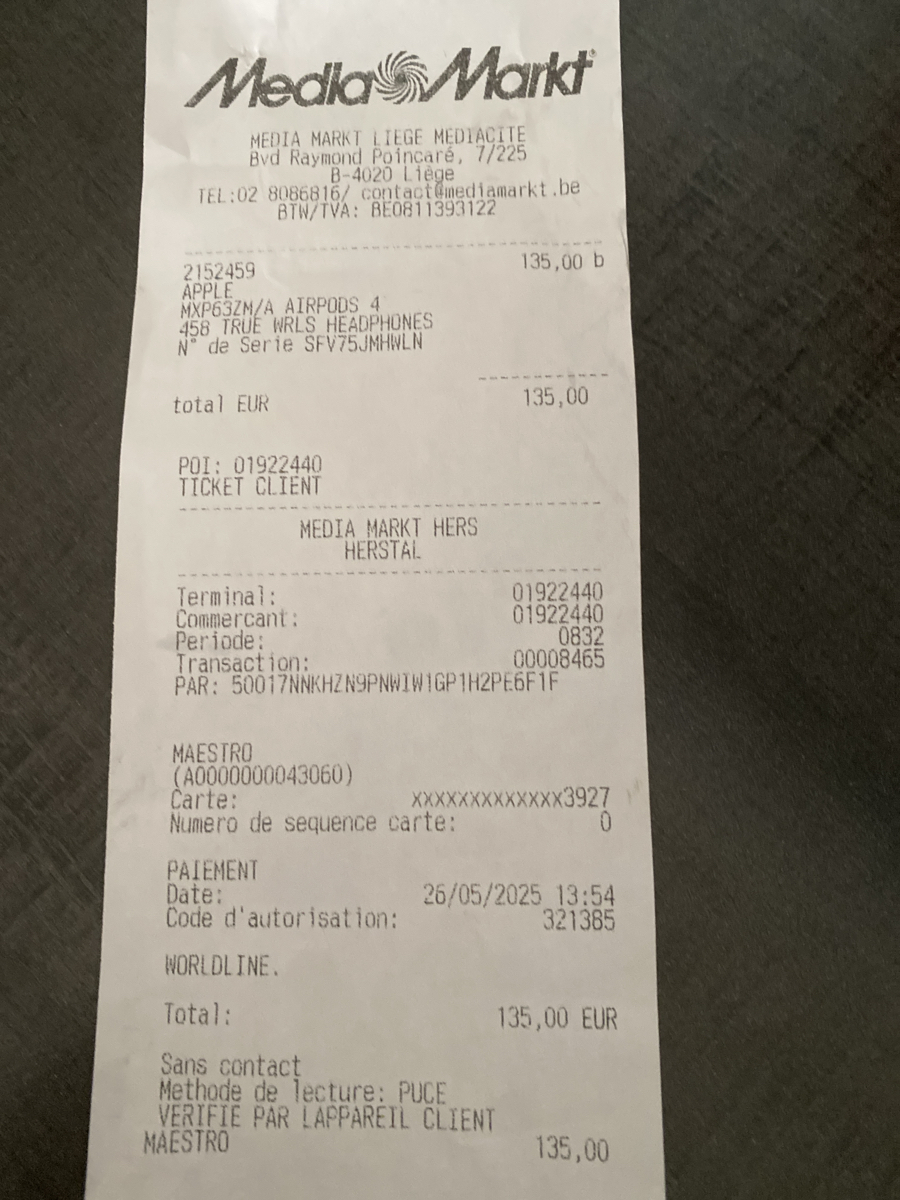 Media Markt
MEDIA MARKT LIEGE MEDIACITE
Bvd Raymond Poincaré, 7/225
B-4020 Liège
TEL:02 8086816/ contact@mediamarkt.be
BTW/TVA: BE0811393122
2152459 135,00 b
APPLE
MXP63ZM/A AIRPODS 4
458 TRUE WRLS HEADPHONES
N° de Serie SFV75JMHWLN
total EUR 135,00
POI: 01922440
TICKET CLIENT
MEDIA MARKT HERS
HERSTAL
Terminal: 01922440
Commercant: 01922440
Periode: 0832
Transaction: 00008465
PAR: 50017NNKHZN9PNWIW1GP1H2PE6F1F
MAESTRO
(A0000000043060)
Carte: xxxxxxxxxxxxx3927
Numero de sequence carte: 0
PAIEMENT
Date: 26/05/2025 13:54
Code d'autorisation: 321385
WORLDLINE.
Total: 135,00 EUR
Sans contact
Methode de lecture: PUCE
VERIFIE PAR LAPPAREIL CLIENT
MAESTRO 135,00